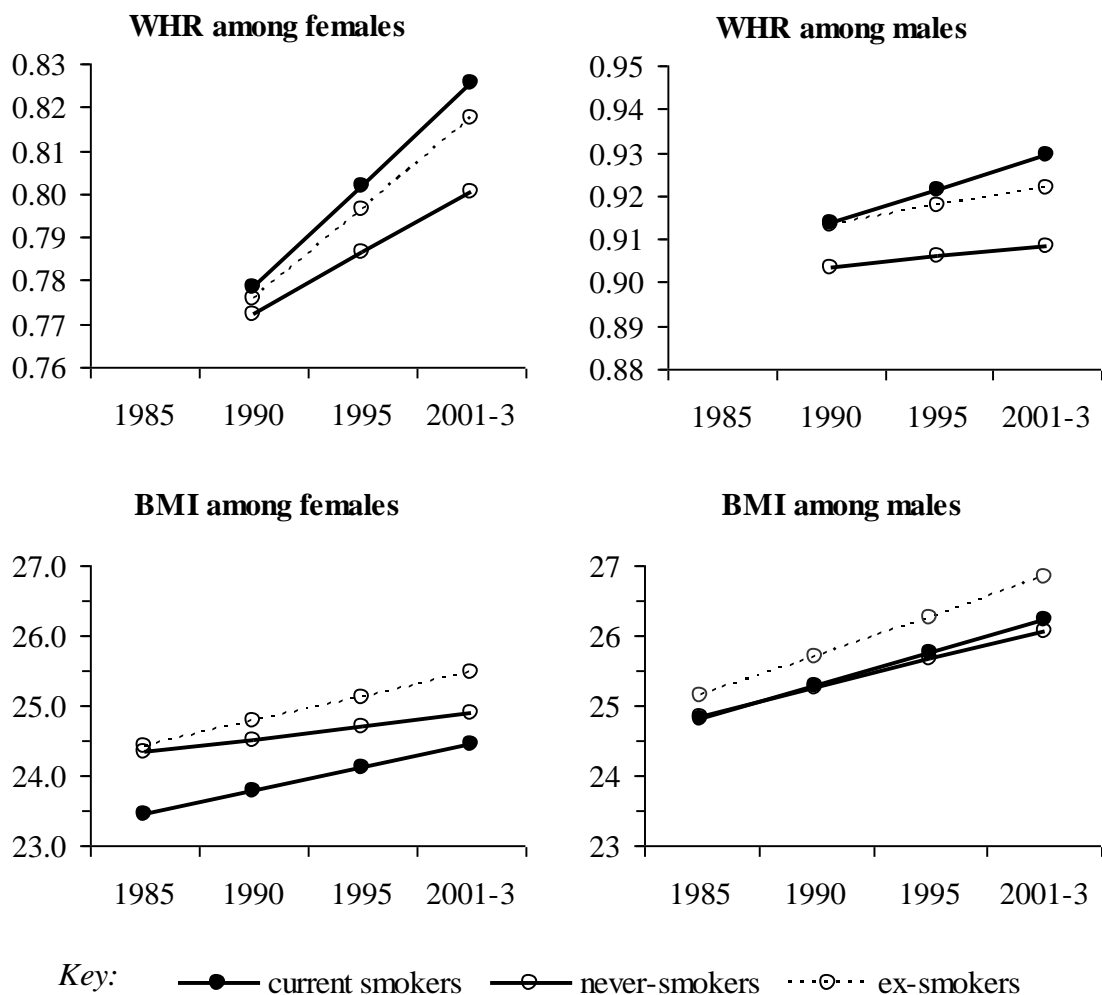 WHR among females
0.83
0.82
0.81
0.80
0.79
0.78
0.77
0.76
1985 1990 1995 2001-3
WHR among males
0.95
0.94
0.93
0.92
0.91
0.90
0.89
0.88
1985 1990 1995 2001-3
BMI among females
27.0
26.0
25.0
24.0
23.0
1985 1990 1995 2001-3
BMI among males
27
26
25
24
23
1985 1990 1995 2001-3
Key: current smokers never-smokers ex-smokers